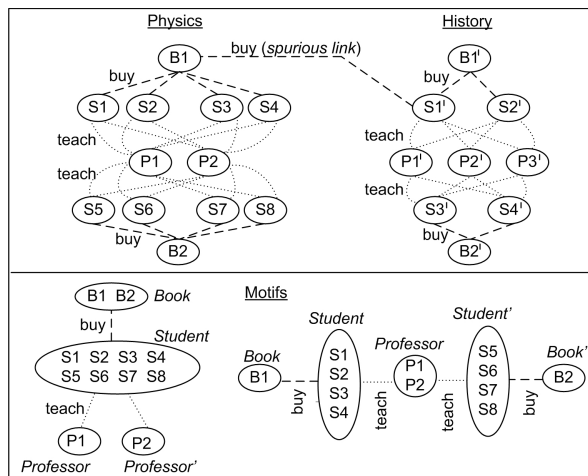 Physics
History
B1
buy (spurious link)
B1'
buy
buy
S1 S2 S3 S4
S1' S2'
teach
teach
P1 P2
P1' P2' P3'
teach
teach
S5 S6 S7 S8
S3' S4'
buy
buy
B2
B2'
B1 B2 Book
buy
Student
S1 S2 S3 S4
S5 S6 S7 S8
teach
P1 P2
Professor Professor'
Motifs
Student
Student'
Professor
Book
Book'
B1
S1
S2
S3
S4
P1
P2
S5
S6
S7
S8
B2
buy
teach
teach
buy